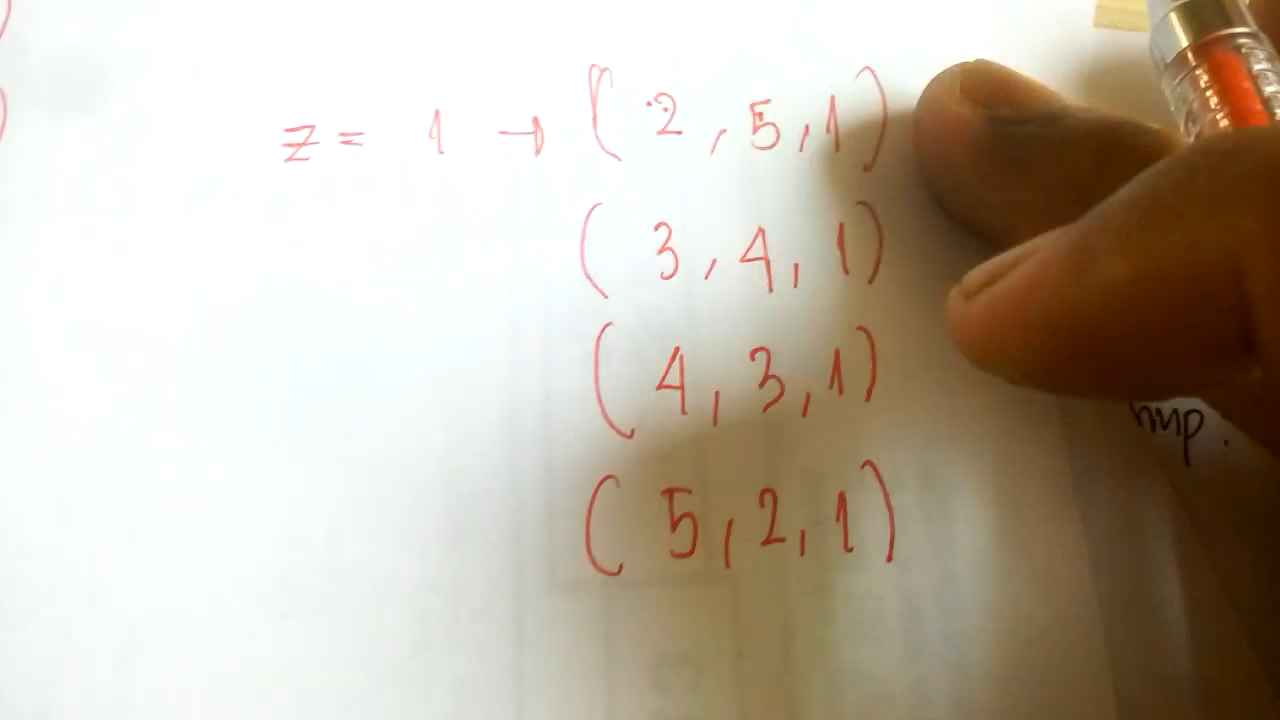 z = 1 → ( 2 , 5 , 1 )
( 3 , 4 , 1 )
( 4 , 3 , 1 )
( 5 , 2 , 1 )